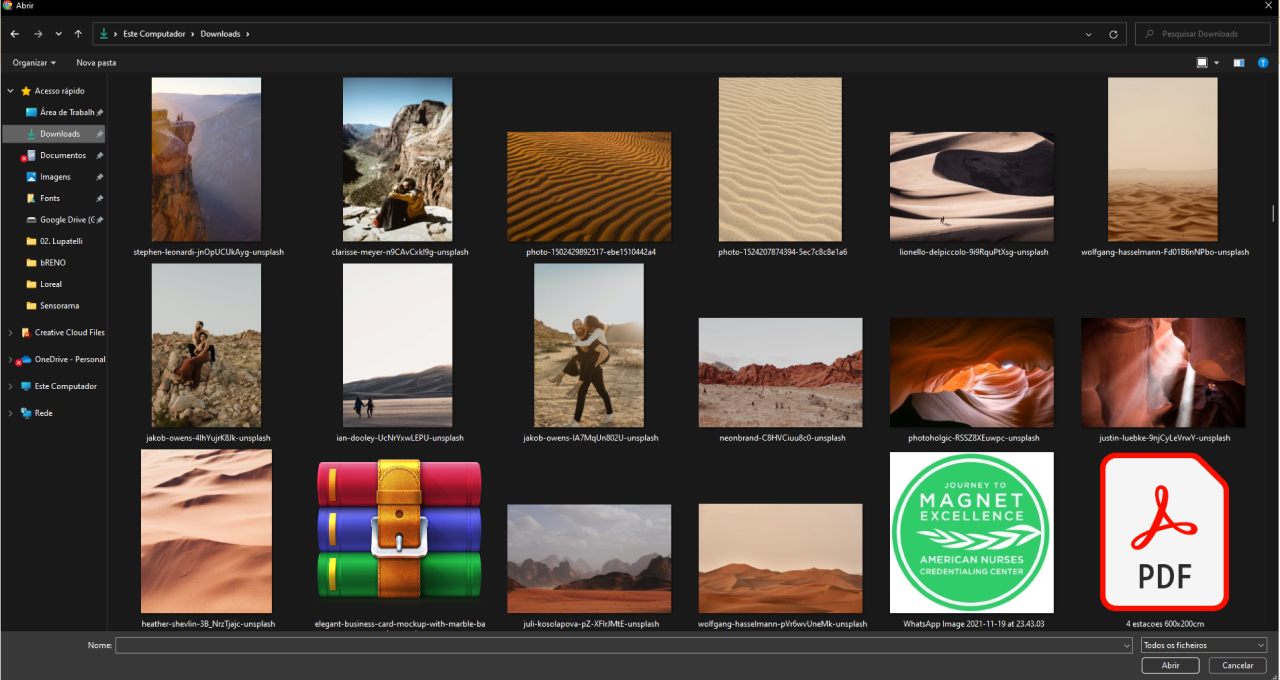 Abrir
Este Computador
Downloads
Pesquisar Downloads
Organizar
Nova pasta
Acesso rápido
Área de Trabalh
Downloads
Documentos
Imagens
Fonts
Google Drive (G:
02. Lupatelli
bRENO
Loreal
Sensorama
Creative Cloud Files
OneDrive - Personal
Este Computador
Rede
stephen-leonardi-jnOpUCUkAyg-unsplash
clarisse-meyer-n9CAvCxkI9g-unsplash
photo-1502429892517-ebe1510442a4
photo-1524207874394-5ec7c8c8e1a6
lionello-delpiccolo-9i9RquPtXsg-unsplash
wolfgang-hasselmann-Fd01B6nNPbo-unsplash
jakob-owens-4lhYujrK8Jk-unsplash
ian-dooley-UcNrYxwLEPU-unsplash
jakob-owens-IA7MqUn802U-unsplash
neonbrand-C8HVCiuu8c0-unsplash
photoholgic-RSSZ8XEuwpc-unsplash
justin-luebke-9njCyLeVrwY-unsplash
JOURNEY TO
MAGNET
EXCELLENCE
AMERICAN NURSES
CREDENTIALING CENTER
PDF
heather-shevlin-3B_NrzTjajc-unsplash
elegant-business-card-mockup-with-marble-ba
juli-kosolapova-pZ-XFIrJMtE-unsplash
wolfgang-hasselmann-pVr6wvUneMk-unsplash
WhatsApp Image 2021-11-19 at 23.43.03
4 estacoes 600x200cm
Nome:
Todos os ficheiros
Abrir
Cancelar